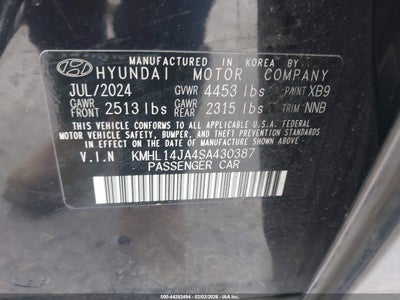 MANUFACTURED IN KOREA BY
HYUNDAI MOTOR COMPANY
JUL/2024 GVWR 4453 lbs PAINT XB9
GAWR FRONT 2513 lbs GAWR REAR 2315 lbs TRIM NNB
THIS VEHICLE CONFORMS TO ALL APPLICABLE U.S. FEDERAL
MOTOR VEHICLE SAFETY, BUMPER, AND THEFT PREVENTION
STANDARDS IN EFFECT ON THE DATE OF MANUFACTURE SHOWN ABOVE.
V.I.N KMHL14JA4SA430387
PASSENGER CAR